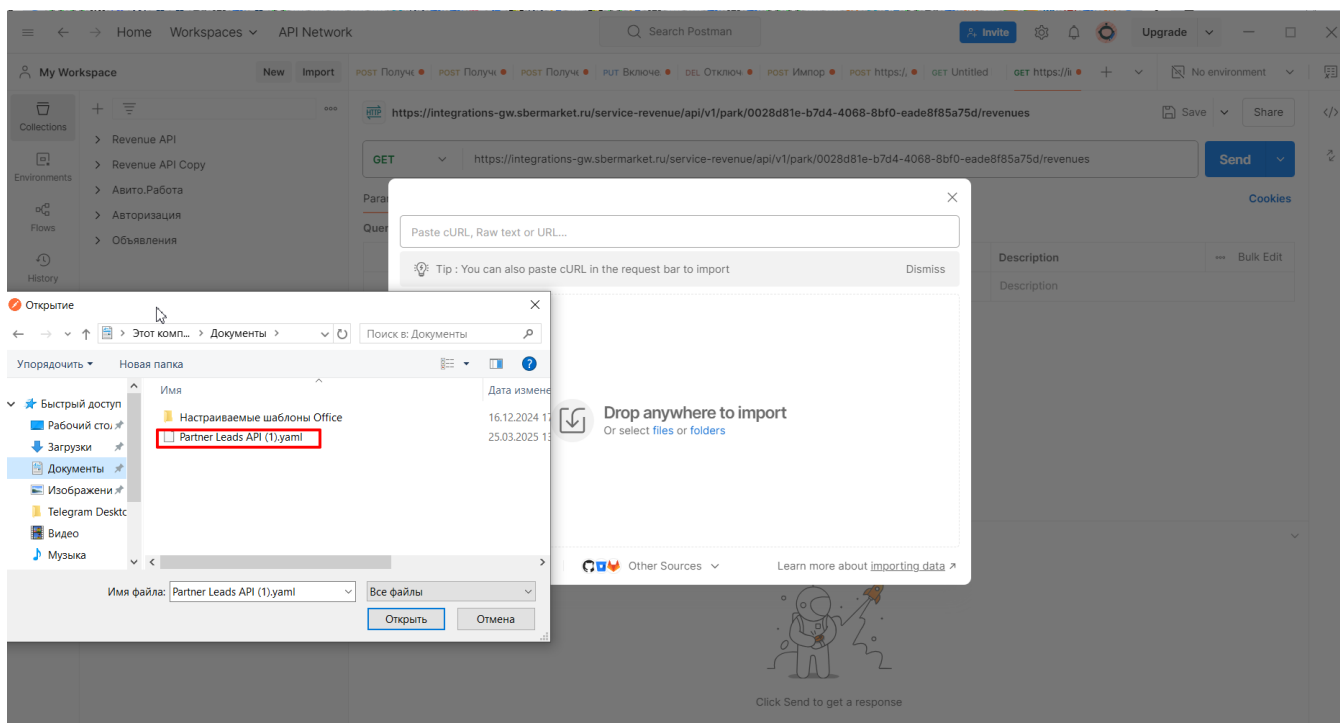 Home Workspaces API Network Search Postman Invite Upgrade
My Workspace New Import POST Получе POST Получе POST Получе PUT Включе. DEL Отключ POST Импор POST https:/. GET Untitled GET https://i No environment
Collections
Environments
Flows
History
Revenue API
Revenue API Copy
Авито.Работа
Авторизация
Объявления
HTTP https://integrations-gw.sbermarket.ru/service-revenue/api/v1/park/0028d81e-b7d4-4068-8bf0-eade8f85a75d/revenues Save Share
GET https://integrations-gw.sbermarket.ru/service-revenue/api/v1/park/0028d81e-b7d4-4068-8bf0-eade8f85a75d/revenues Send
Para Cookies
Quer
Description Bulk Edit
Description
Paste cURL, Raw text or URL...
Tip : You can also paste cURL in the request bar to import Dismiss
Drop anywhere to import
Or select files or folders
Other Sources Learn more about importing data
Открытие
Этот комп... Документы Поиск в: Документы
Упорядочить Новая папка
Имя Дата измене
Быстрый доступ
Рабочий стол
Загрузки
Документы
Изображени
Telegram Deskto
Видео
Музыка
Настраиваемые шаблоны Office 16.12.2024 17
Partner Leads API (1).yaml 25.03.2025 13
Имя файла: Partner Leads API (1).yaml Все файлы
Открыть Отмена
Click Send to get a response